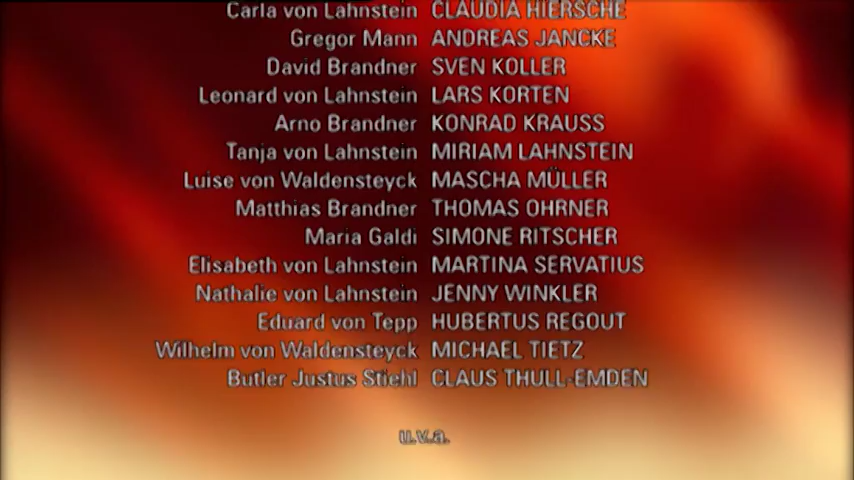 Carla von Lahnstein CLAUDIA HIERSCHE
Gregor Mann ANDREAS JANCKE
David Brandner SVEN KOLLER
Leonard von Lahnstein LARS KORTEN
Arno Brandner KONRAD KRAUSS
Tanja von Lahnstein MIRIAM LAHNSTEIN
Luise von Waldensteyck MASCHA MÜLLER
Matthias Brandner THOMAS OHRNER
Maria Galdi SIMONE RITSCHER
Elisabeth von Lahnstein MARTINA SERVATIUS
Nathalie von Lahnstein JENNY WINKLER
Eduard von Tepp HUBERTUS REGOUT
Wilhelm von Waldensteyck MICHAEL TIETZ
Butler Justus Stiehl CLAUS THULL-EMDEN
u.v.a.